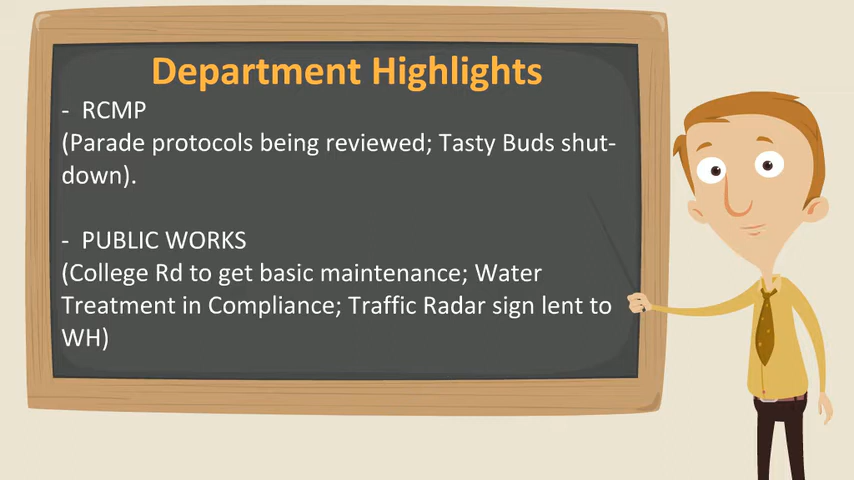 Department Highlights
- RCMP
(Parade protocols being reviewed; Tasty Buds shut-
down).
- PUBLIC WORKS
(College Rd to get basic maintenance; Water
Treatment in Compliance; Traffic Radar sign lent to
WH)